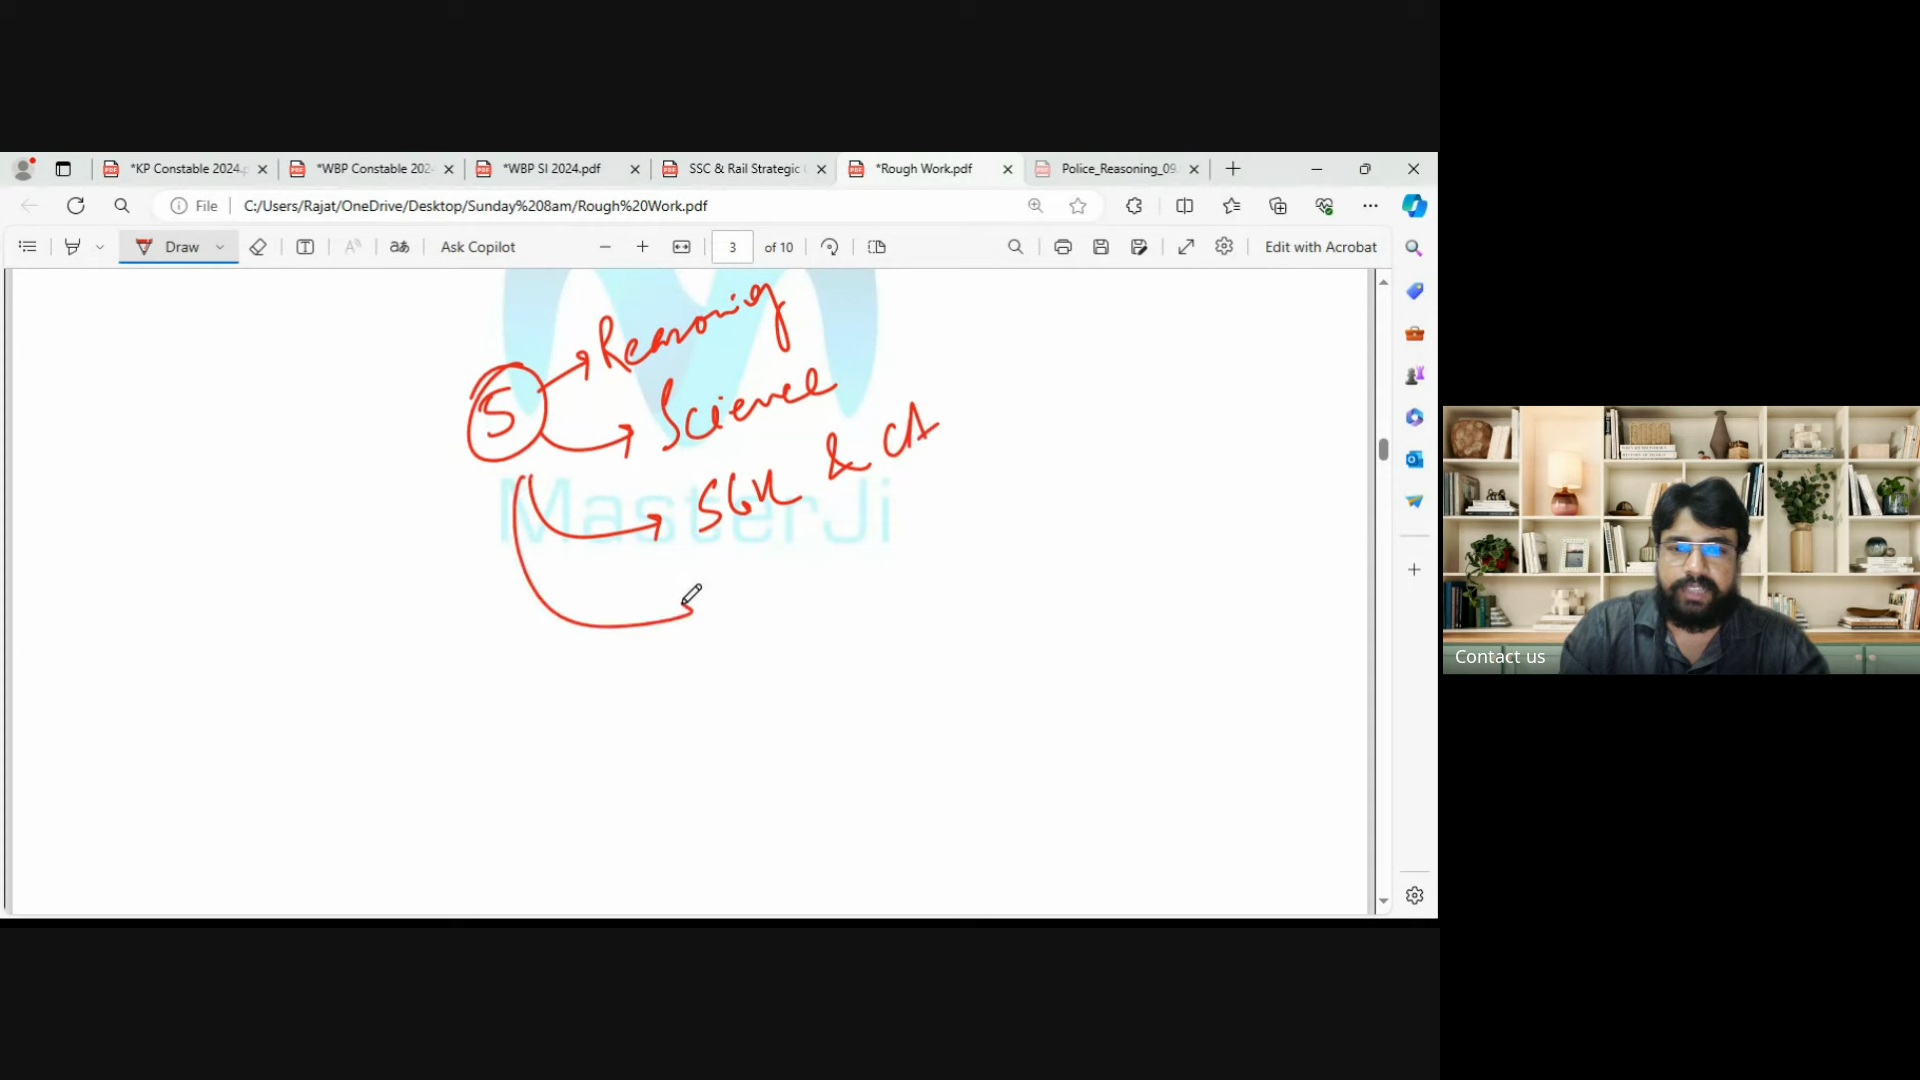 *KP Constable 2024.p
*WBP Constable 202
*WBP SI 2024.pdf
SSC & Rail Strategic
*Rough Work.pdf
Police_Reasoning_09.
File
C:/Users/Rajat/OneDrive/Desktop/Sunday%208am/Rough%20Work.pdf
Draw
aあ
Ask Copilot
3
of 10
Edit with Acrobat
Reasoning
5
Science
SGK & CA
MasterJi
Contact us